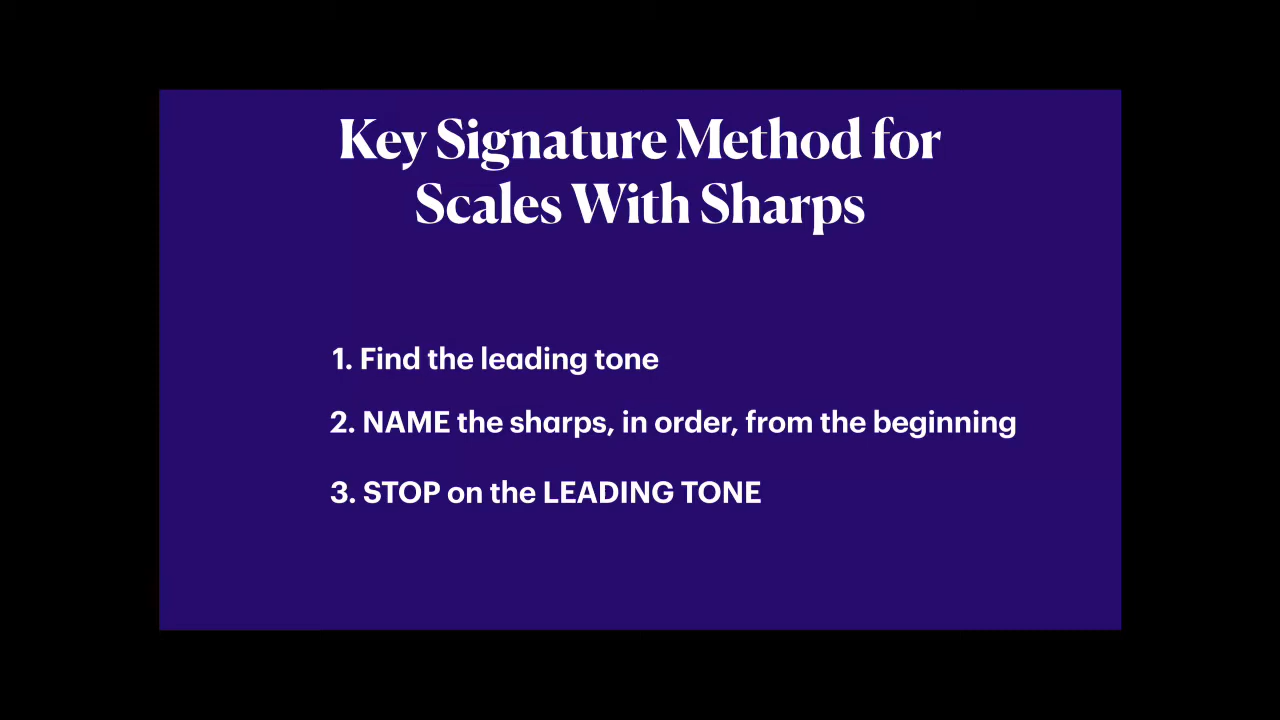 Key Signature Method for
Scales With Sharps
1. Find the leading tone
2. NAME the sharps, in order, from the beginning
3. STOP on the LEADING TONE